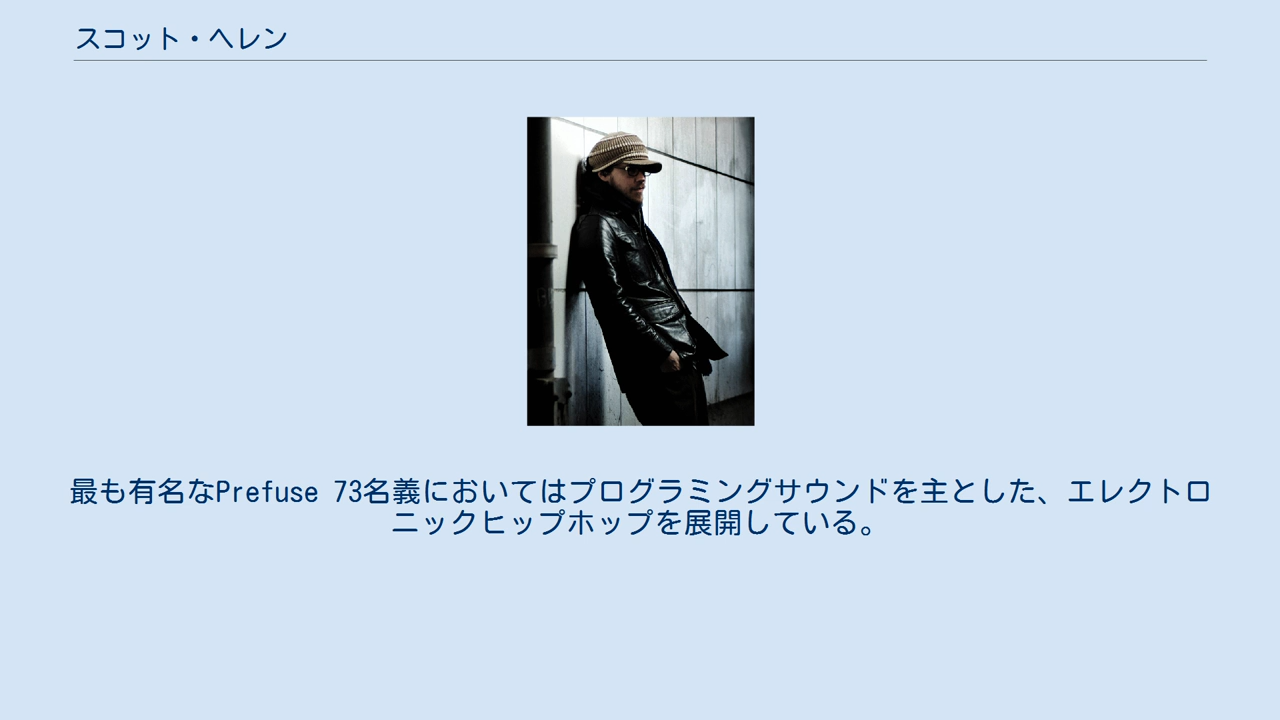 スコット・ヘレン
最も有名なPrefuse 73名義においてはプログラミングサウンドを主とした、エレクトロ
ニックヒップホップを展開している。